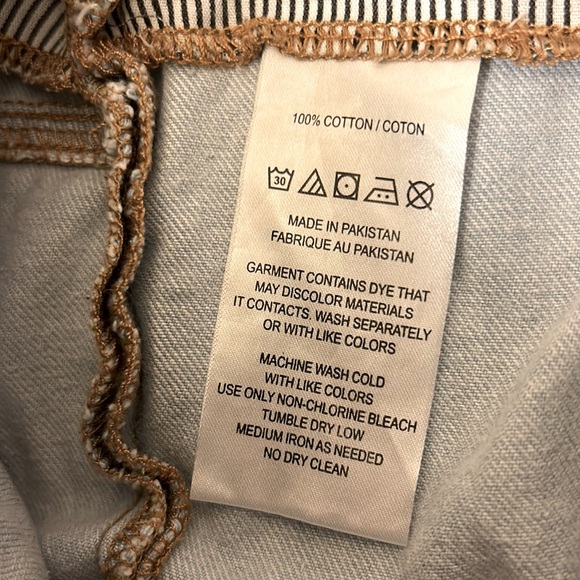 100% COTTON / COTON
30
MADE IN PAKISTAN
FABRIQUE AU PAKISTAN
GARMENT CONTAINS DYE THAT
MAY DISCOLOR MATERIALS
IT CONTACTS. WASH SEPARATELY
OR WITH LIKE COLORS
MACHINE WASH COLD
WITH LIKE COLORS
USE ONLY NON-CHLORINE BLEACH
TUMBLE DRY LOW
MEDIUM IRON AS NEEDED
NO DRY CLEAN